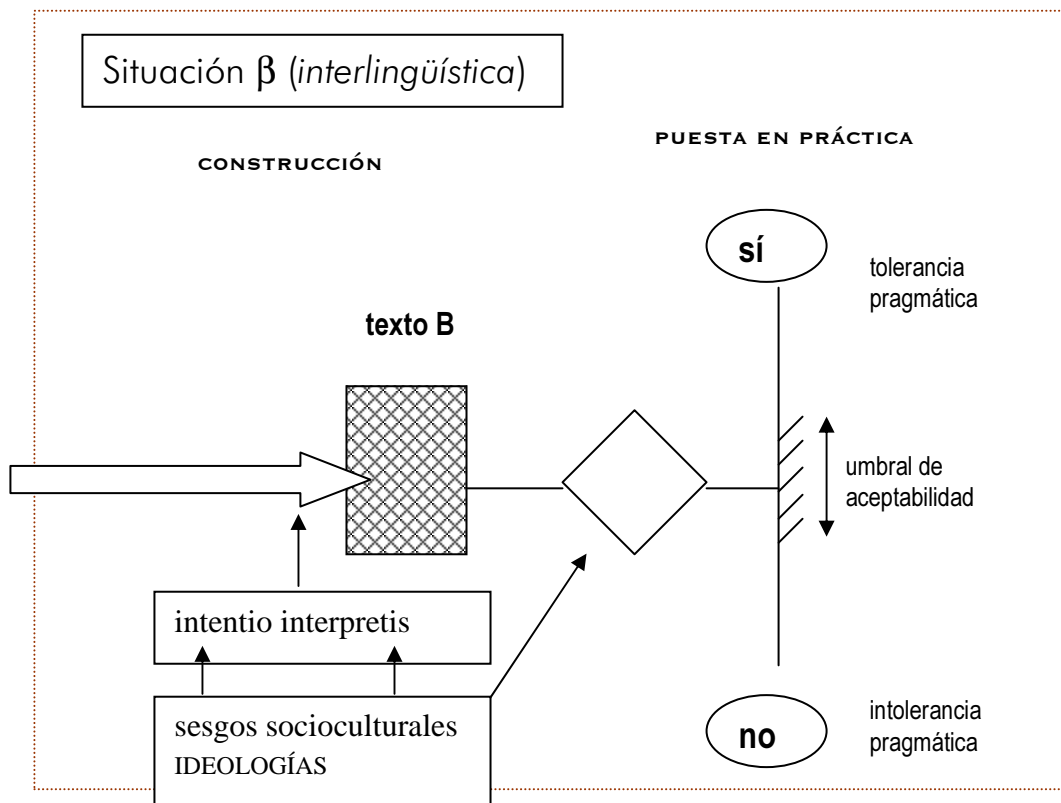 Situación β (interlingüística)
CONSTRUCCIÓN
PUESTA EN PRÁCTICA
sí
tolerancia
pragmática
texto B
umbral de
aceptabilidad
intentio interpretis
sesgos socioculturales
IDEOLOGÍAS
no
intolerancia
pragmática